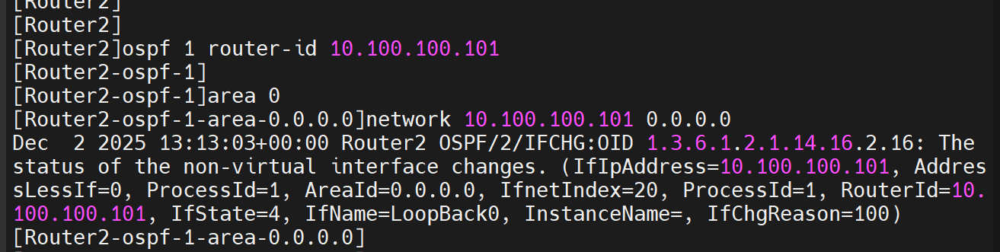 [Router2]
[Router2]
[Router2]ospf 1 router-id 10.100.100.101
[Router2-ospf-1]
[Router2-ospf-1]area 0
[Router2-ospf-1-area-0.0.0.0]network 10.100.100.101 0.0.0.0
Dec  2 2025 13:13:03+00:00 Router2 OSPF/2/IFCHG:OID 1.3.6.1.2.1.14.16.2.16: The
status of the non-virtual interface changes. (IfIpAddress=10.100.100.101, Addres
sLessIf=0, ProcessId=1, AreaId=0.0.0.0, IfnetIndex=20, ProcessId=1, RouterId=10.
100.100.101, IfState=4, IfName=LoopBack0, InstanceName=, IfChgReason=100)
[Router2-ospf-1-area-0.0.0.0]